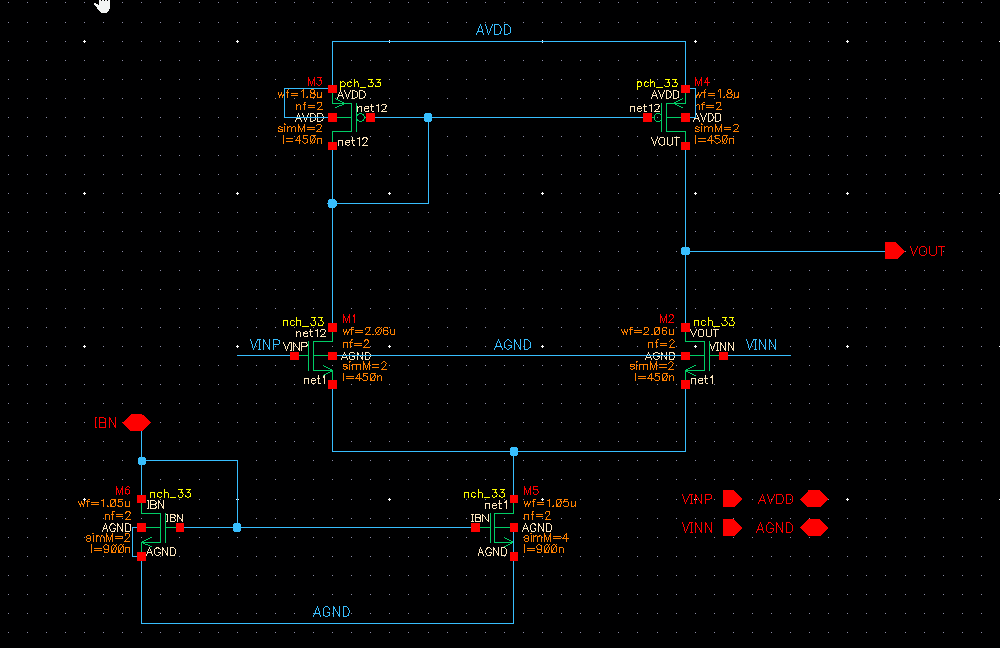 AVDD
M3 pch_33
wf=1.8u AVDD
nf=2 net12
AVDD
simM=2
l=450n net12
pch_33 M4
AVDD wf=1.8u
net12 nf=2
AVDD
simM=2
VOUT l=450n
VOUT
nch_33 M1
net12 wf=2.06u
VINP VINP nf=2
AGND
simM=2
net1 l=450n
AGND
M2 nch_33
wf=2.06u VOUT
nf=2 VINN VINN
AGND
simM=2
l=450n net1
IBN
M6 nch_33
wf=1.05u IBN
nf=2 IBN
AGND
simM=2
l=900n AGND
nch_33 M5
net1 wf=1.05u
IBN nf=2
AGND
simM=4
AGND l=900n
VINP AVDD
VINN AGND
AGND